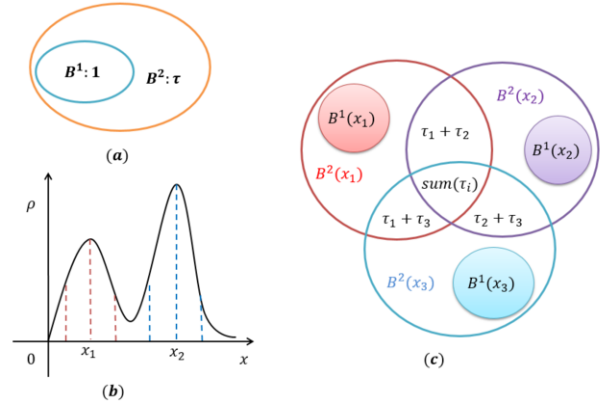 B¹: 1
B²: τ
(a)
ρ
0
x₁
x₂
x
(b)
B²(x₂)
B¹(x₁)
τ₁ + τ₂
B¹(x₂)
B²(x₁)
sum(τᵢ)
τ₁ + τ₃
τ₂ + τ₃
B²(x₃)
B¹(x₃)
(c)